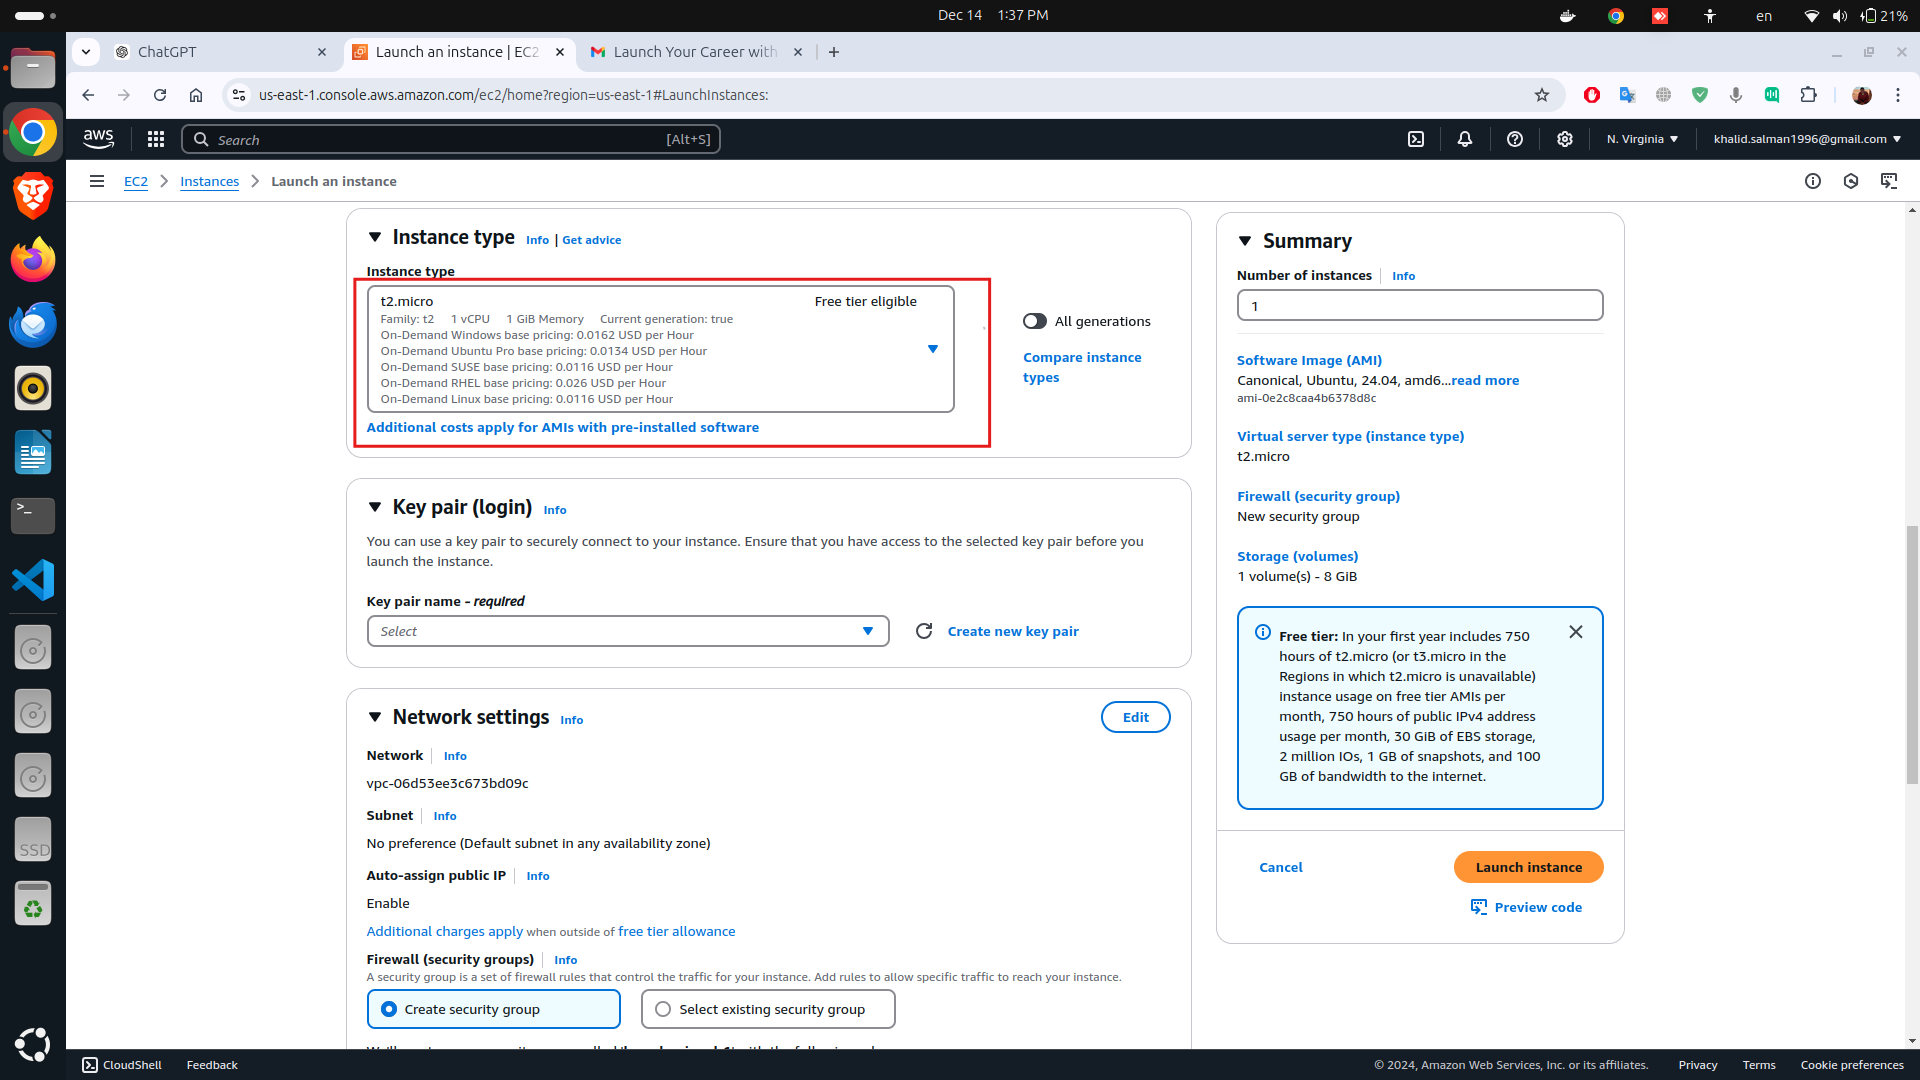 Dec 14 1:37 PM
en
21%
ChatGPT
Launch an instance | EC2
Launch Your Career with
us-east-1.console.aws.amazon.com/ec2/home?region=us-east-1#LaunchInstances:
aws
Search
[Alt+S]
N. Virginia
khalid.salman1996@gmail.com
EC2
Instances
Launch an instance
Instance type
Info | Get advice
Instance type
t2.micro
Free tier eligible
Family: t2 1 vCPU 1 GiB Memory Current generation: true
On-Demand Windows base pricing: 0.0162 USD per Hour
On-Demand Ubuntu Pro base pricing: 0.0134 USD per Hour
On-Demand SUSE base pricing: 0.0116 USD per Hour
On-Demand RHEL base pricing: 0.026 USD per Hour
On-Demand Linux base pricing: 0.0116 USD per Hour
Additional costs apply for AMIs with pre-installed software
All generations
Compare instance
types
Key pair (login)
Info
You can use a key pair to securely connect to your instance. Ensure that you have access to the selected key pair before you
launch the instance.
Key pair name - required
Select
Create new key pair
Network settings
Info
Edit
Network
Info
vpc-06d53ee3c673bd09c
Subnet
Info
No preference (Default subnet in any availability zone)
Auto-assign public IP
Info
Enable
Additional charges apply when outside of free tier allowance
Firewall (security groups)
Info
A security group is a set of firewall rules that control the traffic for your instance. Add rules to allow specific traffic to reach your instance.
Create security group
Select existing security group
Summary
Number of instances
Info
1
Software Image (AMI)
Canonical, Ubuntu, 24.04, amd6...read more
ami-0e2c8caa4b6378d8c
Virtual server type (instance type)
t2.micro
Firewall (security group)
New security group
Storage (volumes)
1 volume(s) - 8 GiB
Free tier: In your first year includes 750
hours of t2.micro (or t3.micro in the
Regions in which t2.micro is unavailable)
instance usage on free tier AMIs per
month, 750 hours of public IPv4 address
usage per month, 30 GiB of EBS storage,
2 million IOs, 1 GB of snapshots, and 100
GB of bandwidth to the internet.
Cancel
Launch instance
Preview code
SSD
CloudShell
Feedback
© 2024, Amazon Web Services, Inc. or its affiliates.
Privacy
Terms
Cookie preferences